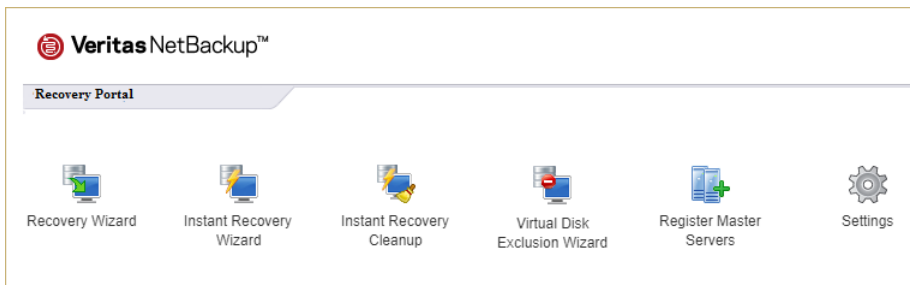 Veritas NetBackup™
Recovery Portal
Recovery Wizard
Instant Recovery
Wizard
Instant Recovery
Cleanup
Virtual Disk
Exclusion Wizard
Register Master
Servers
Settings